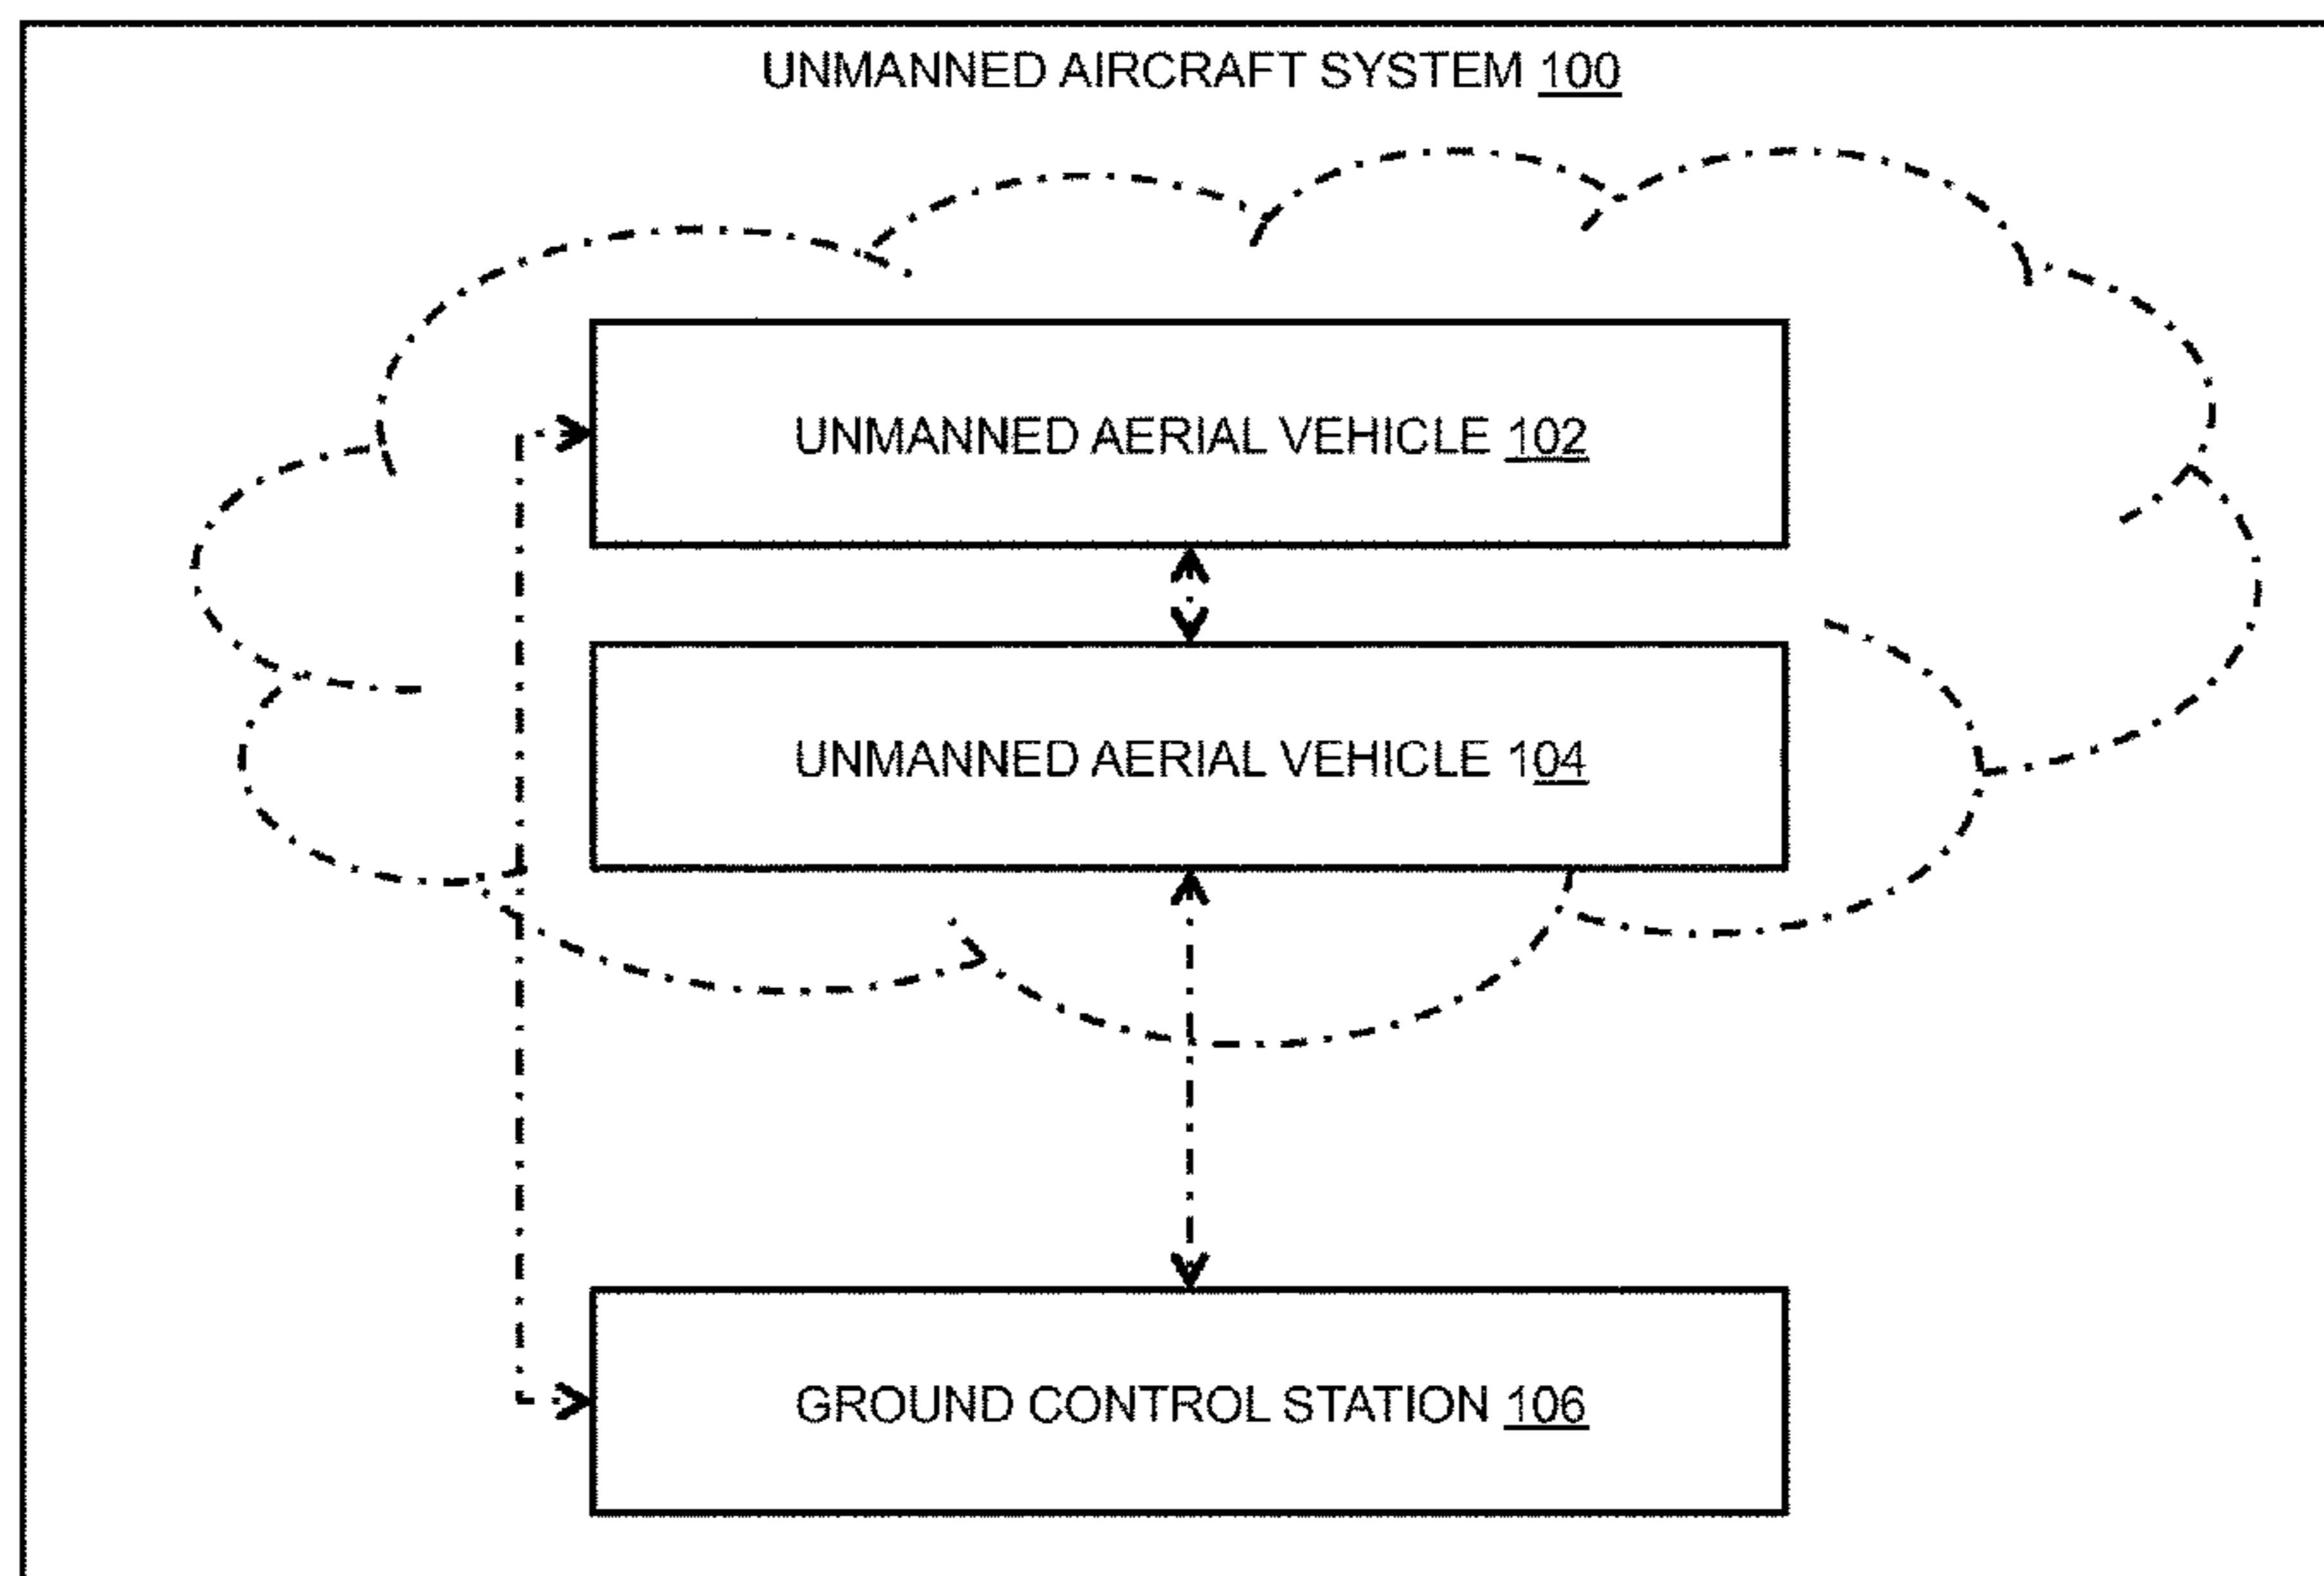 UNMANNED AIRCRAFT SYSTEM 100
UNMANNED AERIAL VEHICLE 102
UNMANNED AERIAL VEHICLE 104
GROUND CONTROL STATION 106